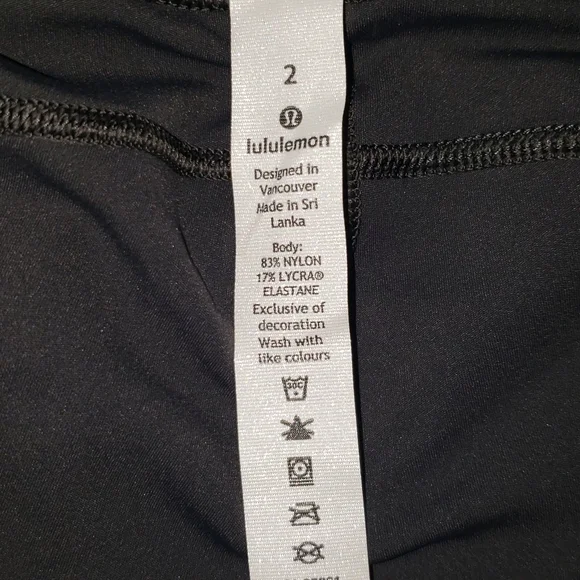 2
lululemon
Designed in
Vancouver
Made in Sri
Lanka
Body:
83% NYLON
17% LYCRA®
ELASTANE
Exclusive of
decoration
Wash with
like colours
30C